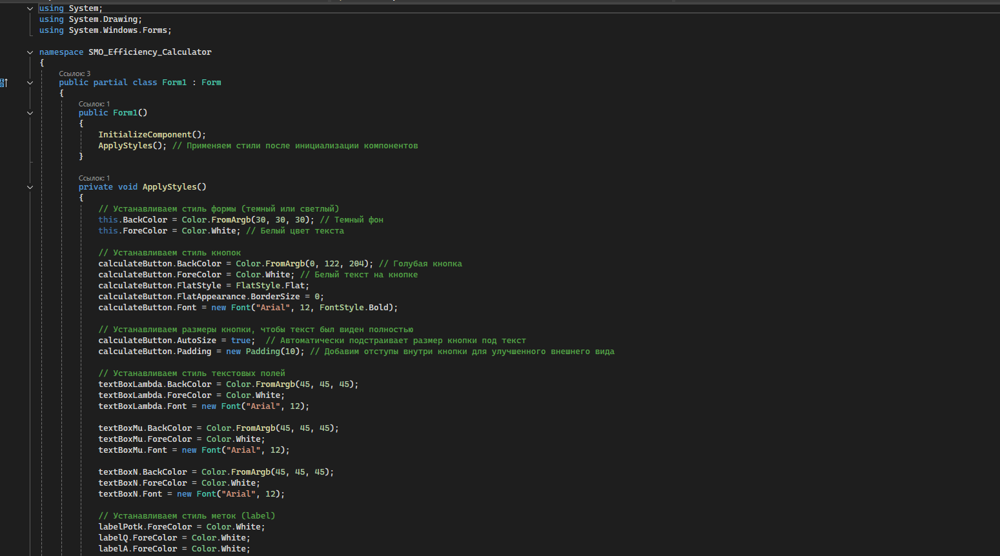 using System;
using System.Drawing;
using System.Windows.Forms;
namespace SMO_Efficiency_Calculator
{
Ссылок: 3
public partial class Form1 : Form
{
Ссылок: 1
public Form1()
{
InitializeComponent();
ApplyStyles(); // Применяем стили после инициализации компонентов
}
Ссылок: 1
private void ApplyStyles()
{
// Устанавливаем стиль формы (темный или светлый)
this.BackColor = Color.FromArgb(30, 30, 30); // Темный фон
this.ForeColor = Color.White; // Белый цвет текста
// Устанавливаем стиль кнопок
calculateButton.BackColor = Color.FromArgb(0, 122, 204); // Голубая кнопка
calculateButton.ForeColor = Color.White; // Белый текст на кнопке
calculateButton.FlatStyle = FlatStyle.Flat;
calculateButton.FlatAppearance.BorderSize = 0;
calculateButton.Font = new Font("Arial", 12, FontStyle.Bold);
// Устанавливаем размеры кнопки, чтобы текст был виден полностью
calculateButton.AutoSize = true;  // Автоматически подстраивает размер кнопки под текст
calculateButton.Padding = new Padding(10); // Добавим отступы внутри кнопки для улучшенного внешнего вида
// Устанавливаем стиль текстовых полей
textBoxLambda.BackColor = Color.FromArgb(45, 45, 45);
textBoxLambda.ForeColor = Color.White;
textBoxLambda.Font = new Font("Arial", 12);
textBoxMu.BackColor = Color.FromArgb(45, 45, 45);
textBoxMu.ForeColor = Color.White;
textBoxMu.Font = new Font("Arial", 12);
textBoxN.BackColor = Color.FromArgb(45, 45, 45);
textBoxN.ForeColor = Color.White;
textBoxN.Font = new Font("Arial", 12);
// Устанавливаем стиль меток (label)
labelPotk.ForeColor = Color.White;
labelQ.ForeColor = Color.White;
labelA.ForeColor = Color.White;